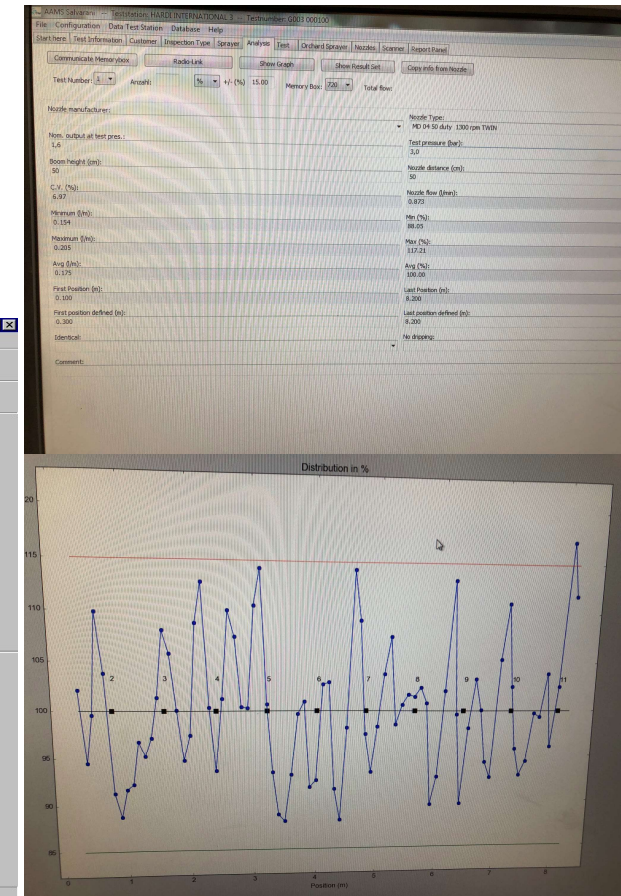 AAMS Salvarani. -- Teststation: HARDI INTERNATIONAL 3 -- Testnumber: G003 000100
File Configuration Data Test Station Database Help
Start here Test Information Customer Inspection Type Sprayer Analysis Test Orchard Sprayer Nozzles Scanner Report Panel
Communicate Memorybox Radio-Link Show Graph Show Result Set Copy info from Nozzle
Test Number: 1 Anzahl: % +/- (%) 15.00 Memory Box: 720 Total flow:
Nozzle manufacturer: Nozzle Type:
MD 04 50 duty 1300 rpm TWIN
Nom. output at test pres.: Test pressure (bar):
1,6 3,0
Boom height (cm): Nozzle distance (cm):
50 50
C.V. (%): Nozzle flow (l/min):
6.97 0.873
Minimum (l/m): Min (%):
0.154 88.05
Maximum (l/m): Max (%):
0.205 117.21
Avg (l/m): Avg (%):
0.175 100.00
First Position (m): Last Position (m):
0.100 8.200
First position defined (m): Last position defined (m):
0.300 8.200
Identical: No dripping:
Comment:
Distribution in %
20
115
110
105
2 3 4 5 6 7 8 9 10 11
100
95
90
85
0 1 2 3 4 5 6 7 8
Position (m)